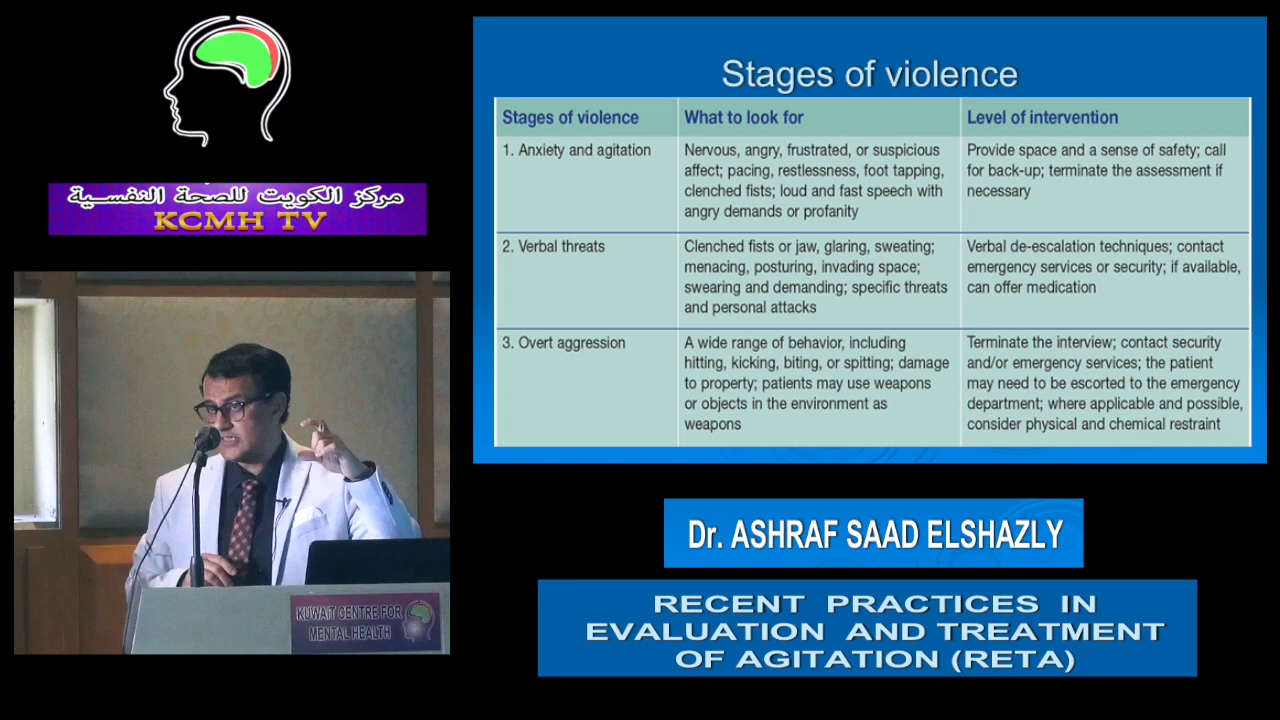 مركز الكويت للصحة النفسية
KCMH TV
Stages of violence
Stages of violence
What to look for
Level of intervention
1. Anxiety and agitation
Nervous, angry, frustrated, or suspicious
affect; pacing, restlessness, foot tapping,
clenched fists; loud and fast speech with
angry demands or profanity
Provide space and a sense of safety; call
for back-up; terminate the assessment if
necessary
2. Verbal threats
Clenched fists or jaw, glaring, sweating;
menacing, posturing, invading space;
swearing and demanding; specific threats
and personal attacks
Verbal de-escalation techniques; contact
emergency services or security; if available,
can offer medication
3. Overt aggression
A wide range of behavior, including
hitting, kicking, biting, or spitting; damage
to property; patients may use weapons
or objects in the environment as
weapons
Terminate the interview; contact security
and/or emergency services; the patient
may need to be escorted to the emergency
department; where applicable and possible,
consider physical and chemical restraint
KUWAIT CENTRE FOR
MENTAL HEALTH
Dr. ASHRAF SAAD ELSHAZLY
RECENT PRACTICES IN
EVALUATION AND TREATMENT
OF AGITATION (RETA)